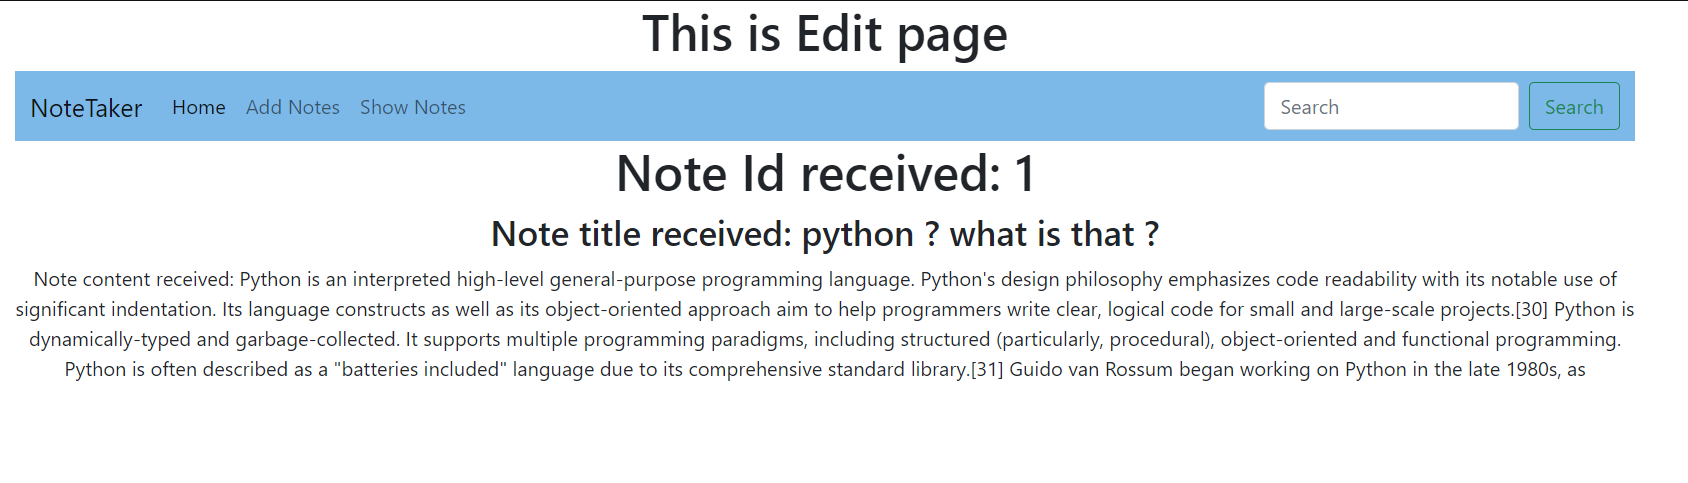 This is Edit page
NoteTaker Home Add Notes Show Notes Search Search
Note Id received: 1
Note title received: python ? what is that ?
Note content received: Python is an interpreted high-level general-purpose programming language. Python's design philosophy emphasizes code readability with its notable use of
significant indentation. Its language constructs as well as its object-oriented approach aim to help programmers write clear, logical code for small and large-scale projects.[30] Python is
dynamically-typed and garbage-collected. It supports multiple programming paradigms, including structured (particularly, procedural), object-oriented and functional programming.
Python is often described as a "batteries included" language due to its comprehensive standard library.[31] Guido van Rossum began working on Python in the late 1980s, as